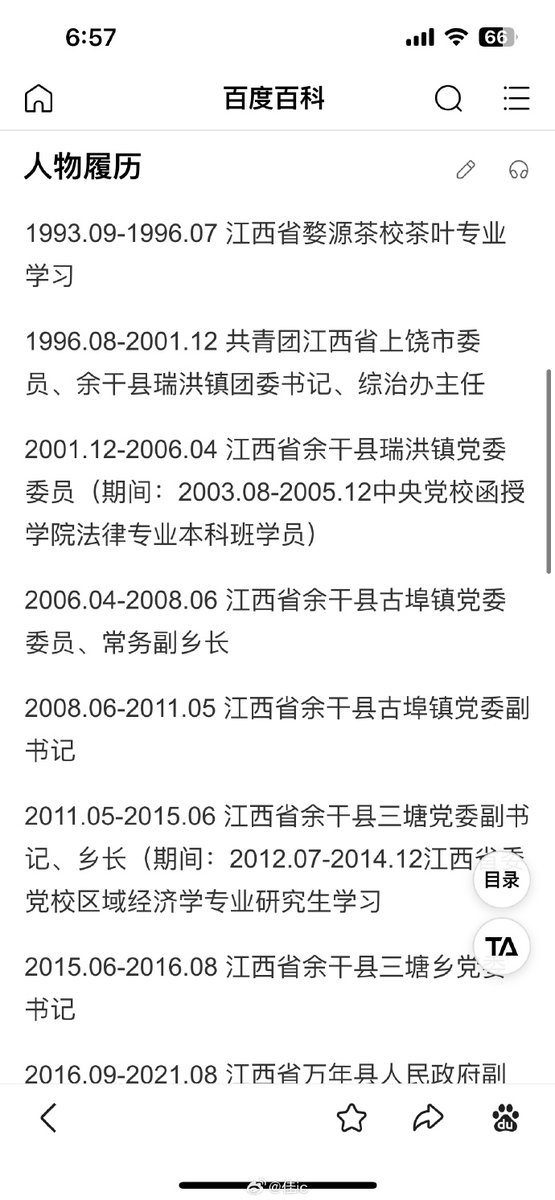 6:57
66
百度百科
人物履历
1993.09-1996.07 江西省婺源茶校茶叶专业
学习
1996.08-2001.12 共青团江西省上饶市委
员、余干县瑞洪镇团委书记、综治办主任
2001.12-2006.04 江西省余干县瑞洪镇党委
委员（期间：2003.08-2005.12中央党校函授
学院法律专业本科班学员）
2006.04-2008.06 江西省余干县古埠镇党委
委员、常务副乡长
2008.06-2011.05 江西省余干县古埠镇党委副
书记
2011.05-2015.06 江西省余干县三塘党委副书
记、乡长（期间：2012.07-2014.12江西省委
党校区域经济学专业研究生学习
目录
TA
2015.06-2016.08 江西省余干县三塘乡党委
书记
2016.09-2021.08 江西省万年县人民政府副
du
@佳ic